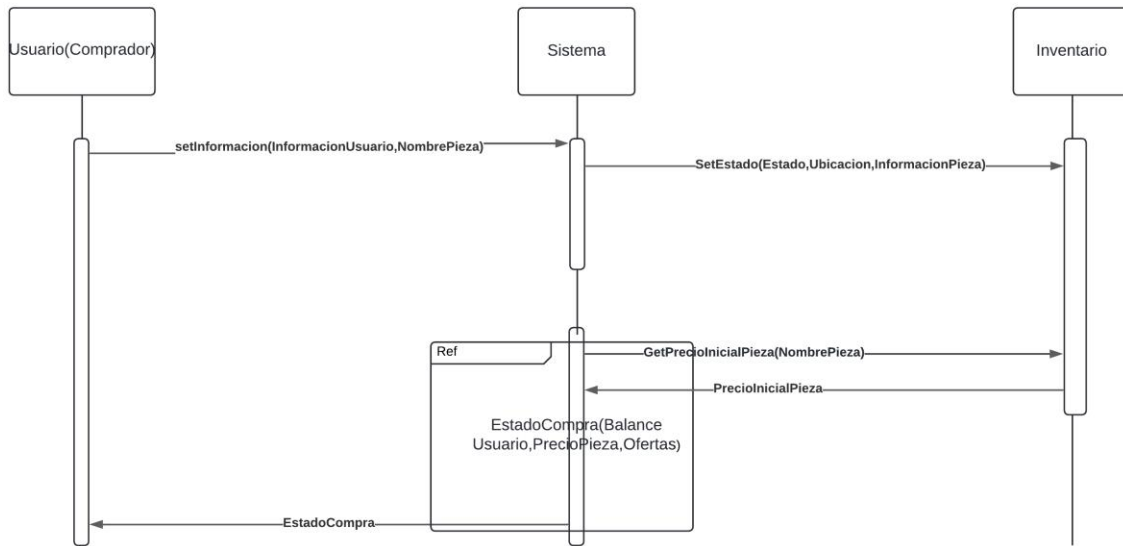 Usuario(Comprador)
Sistema
Inventario
setInformacion(InformacionUsuario,NombrePieza)
SetEstado(Estado,Ubicacion,InformacionPieza)
Ref
GetPrecioInicialPieza(NombrePieza)
PrecioInicialPieza
EstadoCompra(Balance
Usuario,PrecioPieza,Ofertas)
EstadoCompra